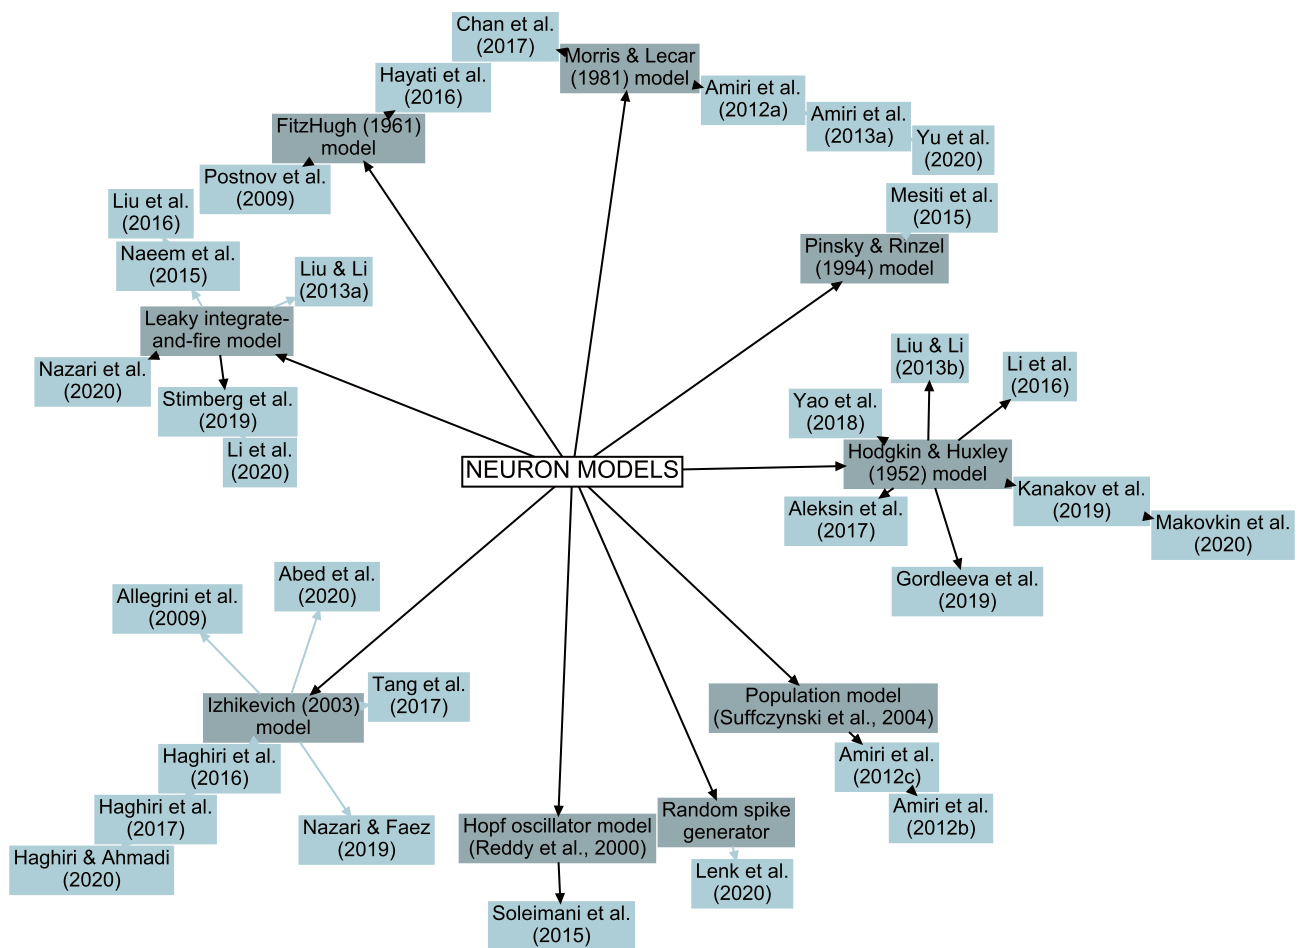 Chan et al.
(2017)
Morris & Lecar
(1981) model
Hayati et al.
(2016)
Amiri et al.
(2012a)
Amiri et al.
(2013a)
Yu et al.
(2020)
FitzHugh (1961)
model
Postnov et al.
(2009)
Mesiti et al.
(2015)
Pinsky & Rinzel
(1994) model
Liu et al.
(2016)
Naeem et al.
(2015)
Liu & Li
(2013a)
Leaky integrate-
and-fire model
Nazari et al.
(2020)
Stimberg et al.
(2019)
Li et al.
(2020)
Liu & Li
(2013b)
Li et al.
(2016)
Yao et al.
(2018)
Hodgkin & Huxley
(1952) model
NEURON MODELS
Aleksin et al.
(2017)
Kanakov et al.
(2019)
Makovkin et al.
(2020)
Gordleeva et al.
(2019)
Abed et al.
(2020)
Allegrini et al.
(2009)
Izhikevich (2003)
model
Tang et al.
(2017)
Haghiri et al.
(2016)
Haghiri et al.
(2017)
Haghiri & Ahmadi
(2020)
Nazari & Faez
(2019)
Population model
(Suffczynski et al., 2004)
Amiri et al.
(2012c)
Amiri et al.
(2012b)
Hopf oscillator model
(Reddy et al., 2000)
Random spike
generator
Lenk et al.
(2020)
Soleimani et al.
(2015)